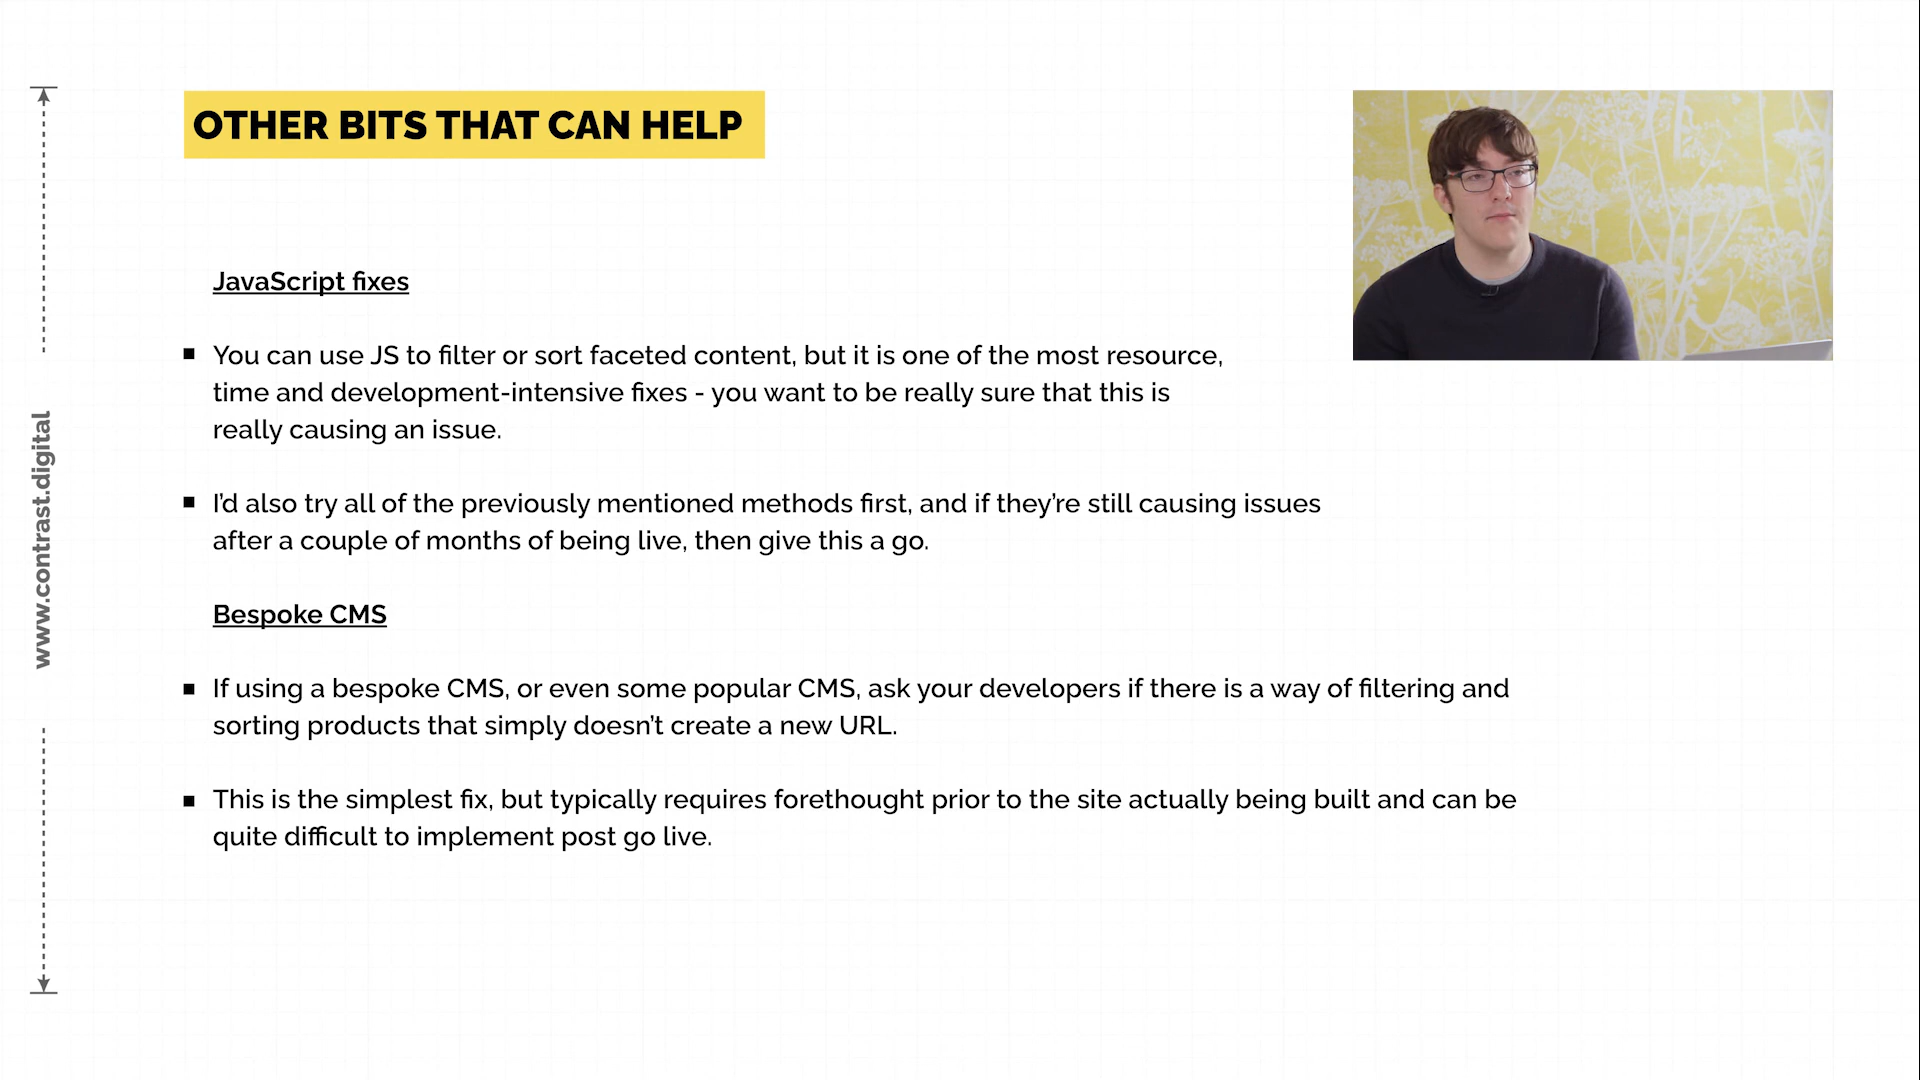 OTHER BITS THAT CAN HELP
JavaScript fixes
▪ You can use JS to filter or sort faceted content, but it is one of the most resource,
time and development-intensive fixes - you want to be really sure that this is
really causing an issue.
▪ I’d also try all of the previously mentioned methods first, and if they’re still causing issues
after a couple of months of being live, then give this a go.
Bespoke CMS
▪ If using a bespoke CMS, or even some popular CMS, ask your developers if there is a way of filtering and
sorting products that simply doesn’t create a new URL.
▪ This is the simplest fix, but typically requires forethought prior to the site actually being built and can be
quite difficult to implement post go live.
www.contrast.digital